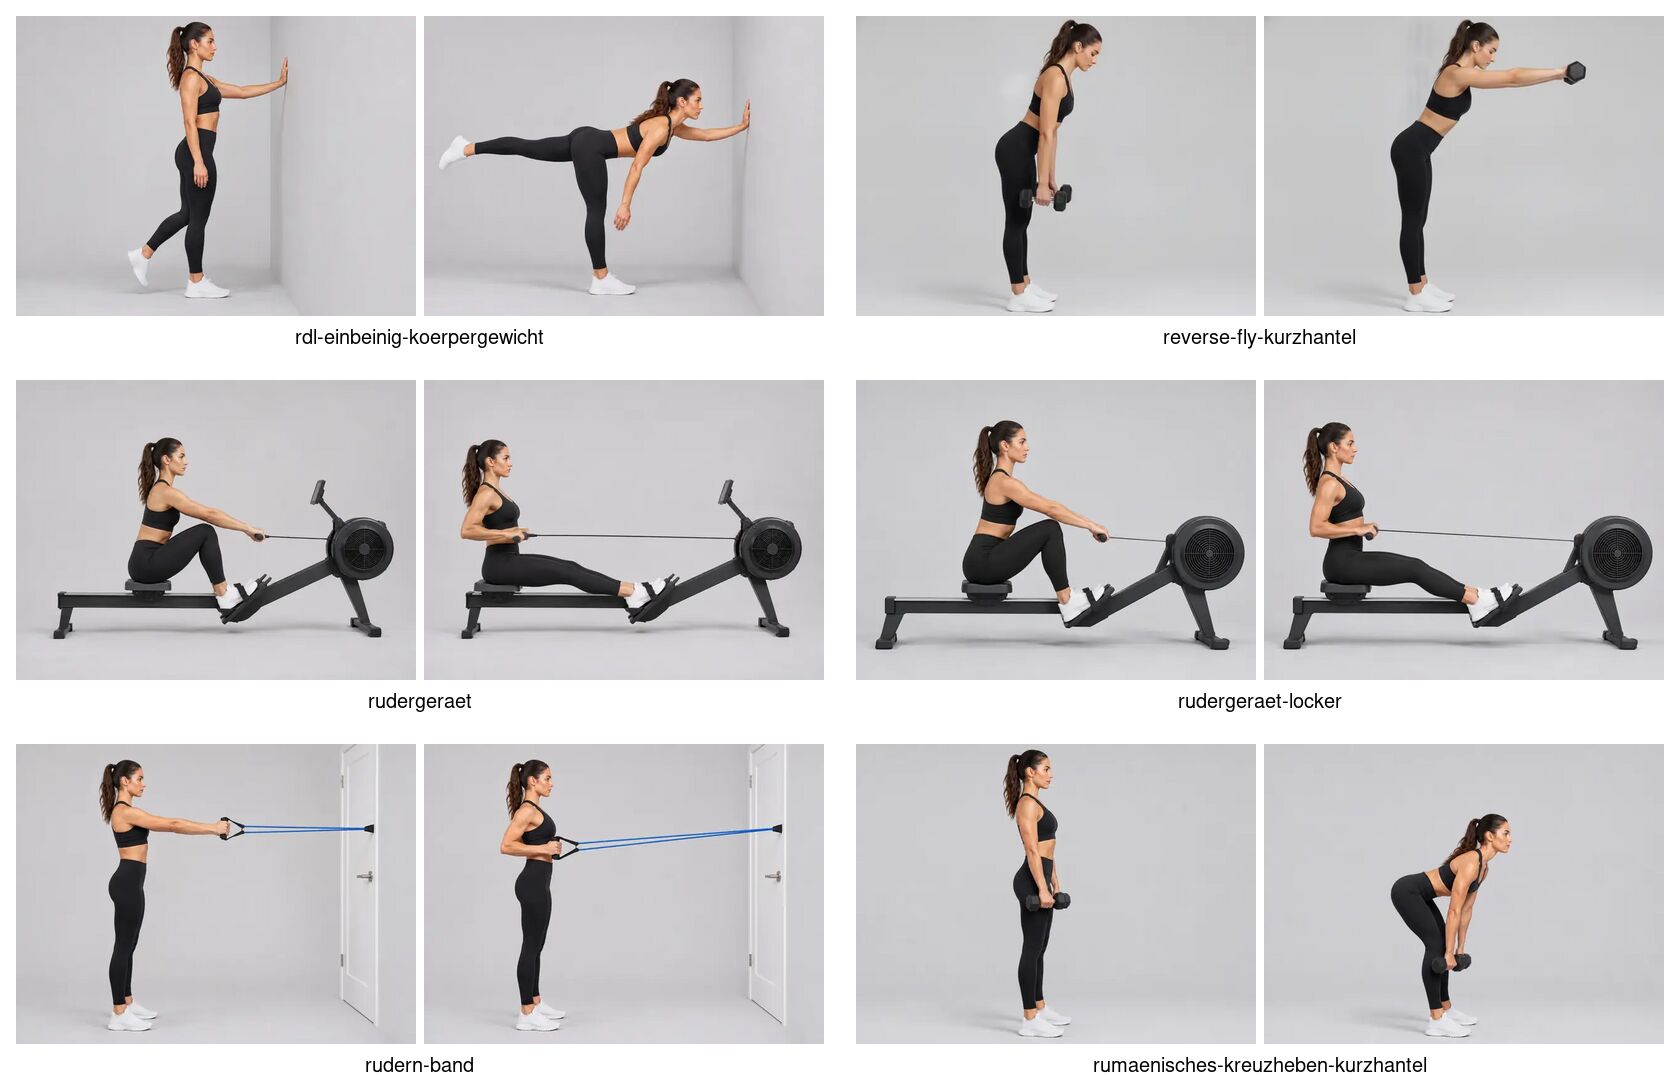 rdl-einbeinig-koerpergewicht
reverse-fly-kurzhantel
rudergeraet
rudergeraet-locker
rudern-band
rumaenisches-kreuzheben-kurzhantel